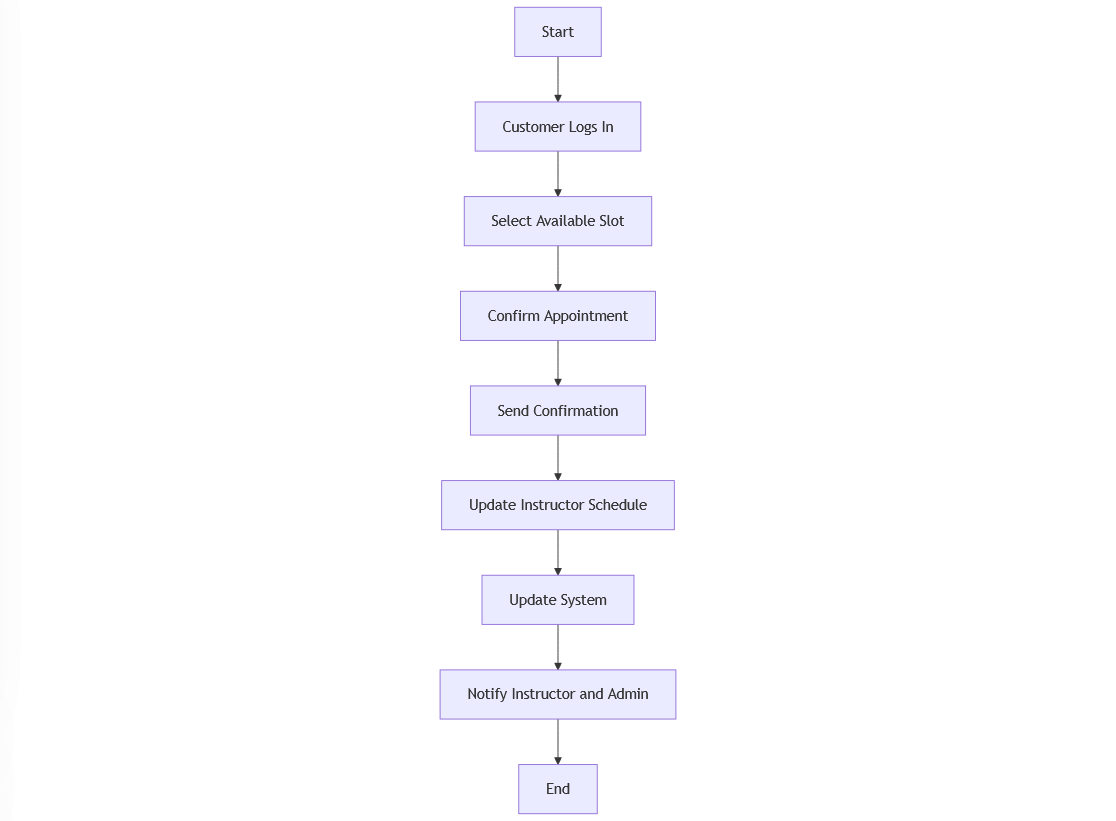 Start
Customer Logs In
Select Available Slot
Confirm Appointment
Send Confirmation
Update Instructor Schedule
Update System
Notify Instructor and Admin
End